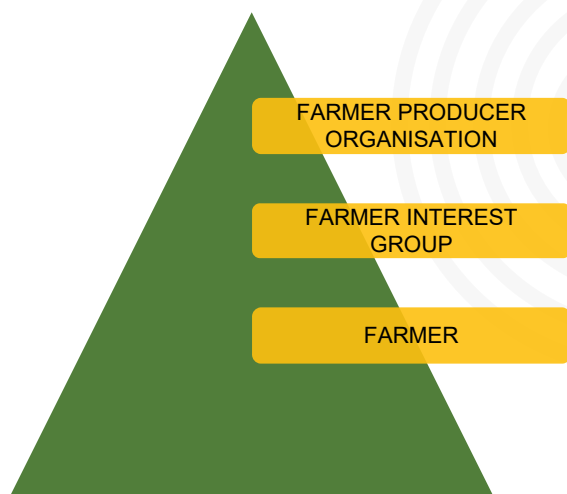 FARMER PRODUCER
ORGANISATION
FARMER INTEREST
GROUP
FARMER